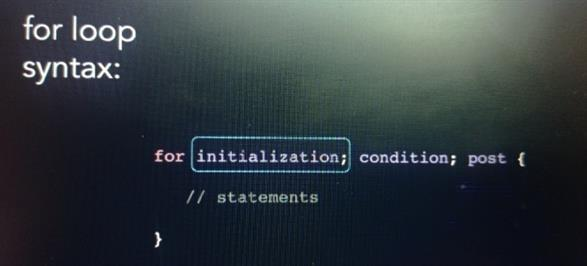 for loop
syntax:
for initialization; condition; post {
// statements
}